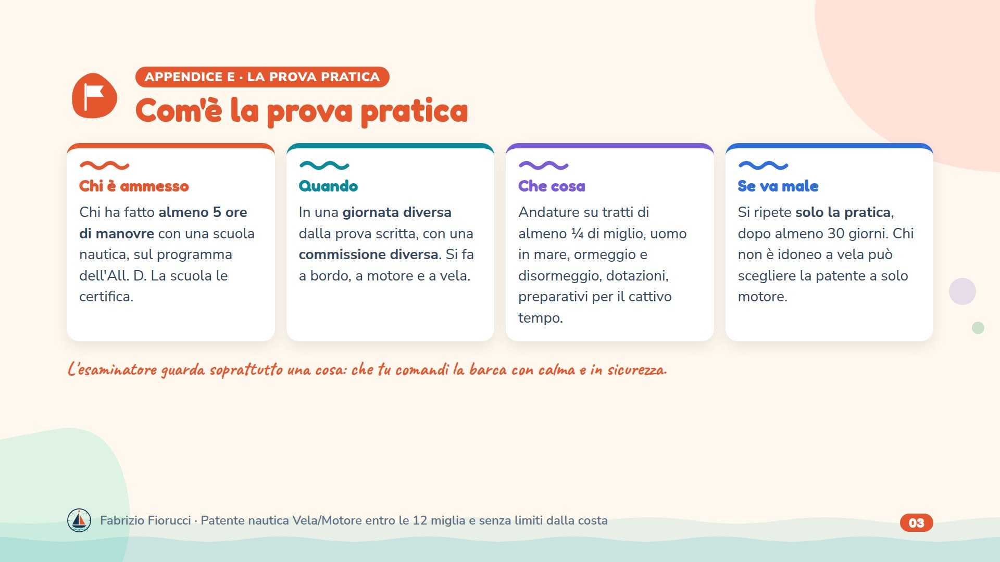 APPENDICE E · LA PROVA PRATICA
Com'è la prova pratica
Chi è ammesso
Chi ha fatto almeno 5 ore
di manovre con una scuola
nautica, sul programma
dell'All. D. La scuola le
certifica.
Quando
In una giornata diversa
dalla prova scritta, con una
commissione diversa. Si fa
a bordo, a motore e a vela.
Che cosa
Andature su tratti di
almeno ¼ di miglio, uomo
in mare, ormeggio e
disormeggio, dotazioni,
preparativi per il cattivo
tempo.
Se va male
Si ripete solo la pratica,
dopo almeno 30 giorni. Chi
non è idoneo a vela può
scegliere la patente a solo
motore.
L'esaminatore guarda soprattutto una cosa: che tu comandi la barca con calma e in sicurezza.
Fabrizio Fiorucci · Patente nautica Vela/Motore entro le 12 miglia e senza limiti dalla costa
03